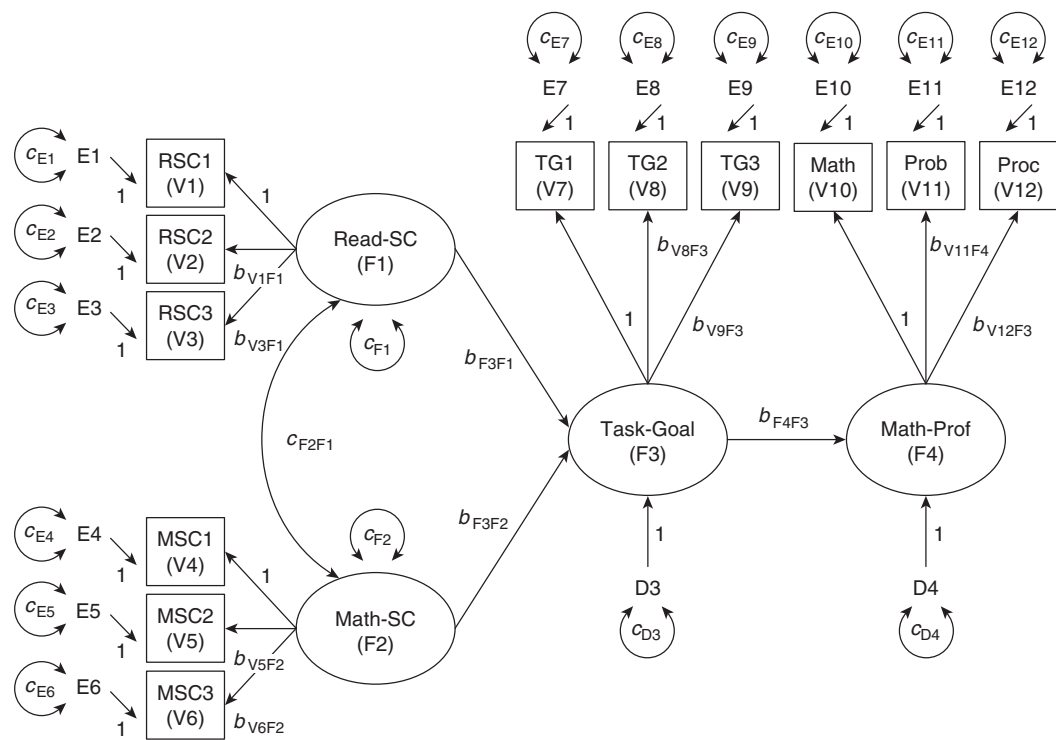 cE7 cE8 cE9 cE10 cE11 cE12
E7 E8 E9 E10 E11 E12
1 1 1 1 1 1
TG1 TG2 TG3 Math Prob Proc
(V7) (V8) (V9) (V10) (V11) (V12)
cE1 E1 1 RSC1
(V1)
cE2 E2 1 RSC2
(V2)
cE3 E3 1 RSC3
(V3)
1
bV1F1
bV3F1
Read-SC
(F1)
cF1
cF2F1
bF3F1
bF3F2
cE4 E4 1 MSC1
(V4)
cE5 E5 1 MSC2
(V5)
cE6 E6 1 MSC3
(V6)
1
bV5F2
bV6F2
cF2
Math-SC
(F2)
1
bV8F3
bV9F3
Task-Goal
(F3)
1
D3
cD3
bF4F3
1
bV11F4
bV12F3
Math-Prof
(F4)
1
D4
cD4